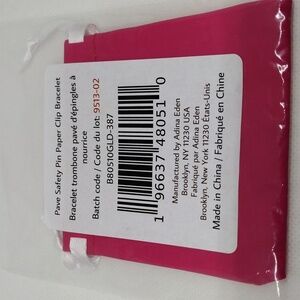 Pave Safety Pin Paper Clip Bracelet
Bracelet trombone pavé d'épingles à
nourrice
Batch code / Code du lot: 9513-02
B80510GLD-387
1 96637 48051 0
Manufactured by Adina Eden
Brooklyn, NY 11230 USA
Fabriqué par Adina Eden
Brooklyn, New York 11230 États-Unis
Made in China / Fabriqué en Chine